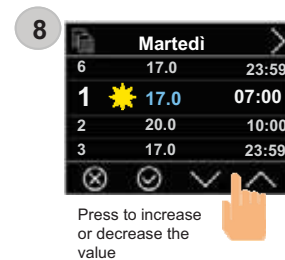 8
Martedì
6 17.0 23:59
1 17.0 07:00
2 20.0 10:00
3 17.0 23:59
Press to increase
or decrease the
value